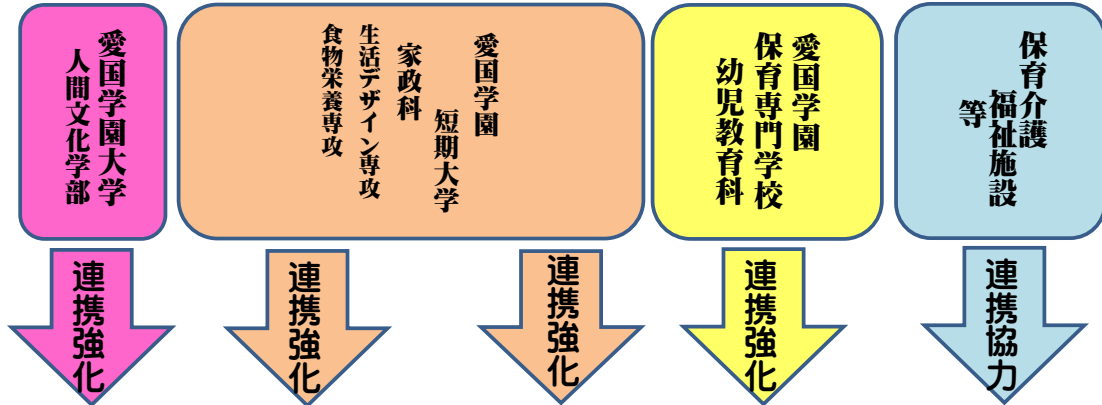 愛国学園大学
人間文化学部
愛国学園
短期大学
家政科
生活デザイン専攻
食物栄養専攻
愛国学園
保育専門学校
幼児教育科
保育介護
福祉施設
等
連携強化
連携強化
連携強化
連携強化
連携協力